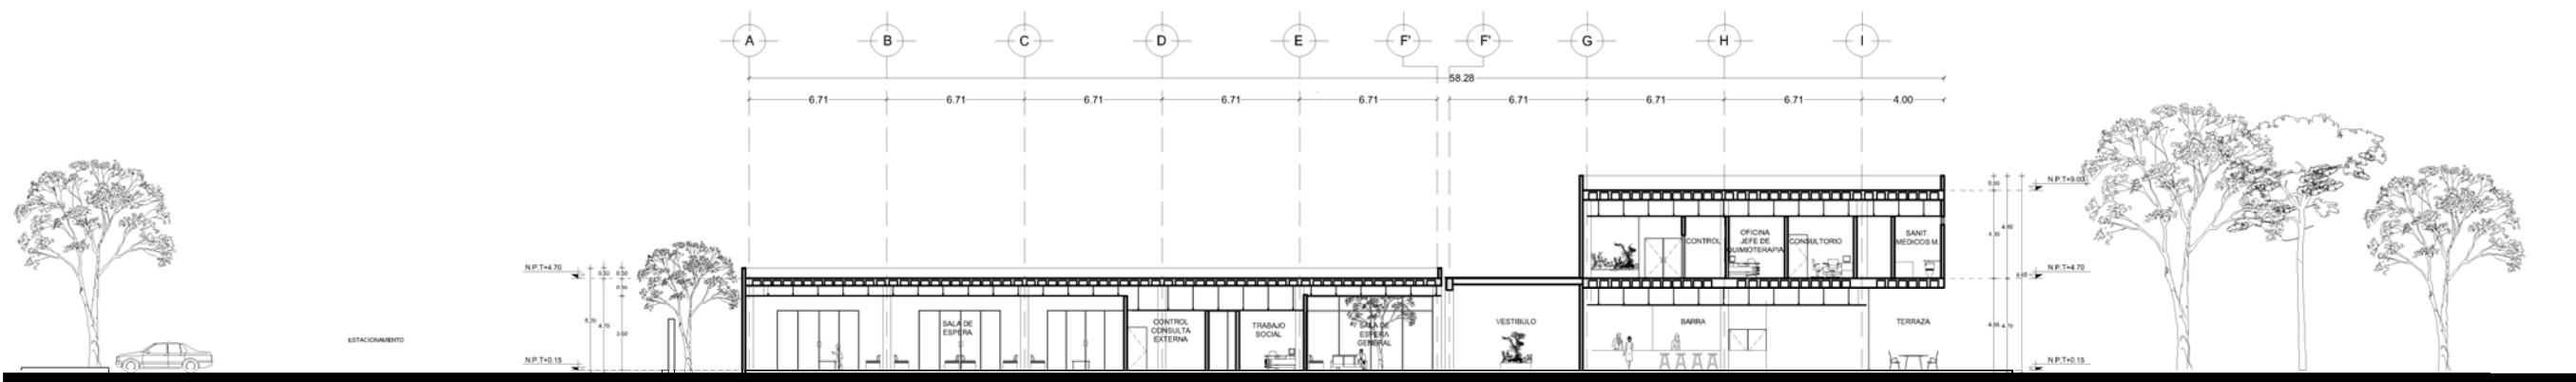 A B C D E F' F' G H I
58.28
6.71 6.71 6.71 6.71 6.71 6.71 6.71 6.71 4.00
N.P.T+9.00
CONTROL
OFICINA
JEFE DE
QUIMIOTERAPIA
CONSULTORIO
SANIT.
MEDICOS M.
N.P.T+4.70
N.P.T+4.70
SALA DE
ESPERA
CONTROL
CONSULTA
EXTERNA
TRABAJO
SOCIAL
SALA DE
ESPERA
GENERAL
VESTIBULO
BARRA
TERRAZA
ESTACIONAMIENTO
N.P.T+0.15
N.P.T+0.15